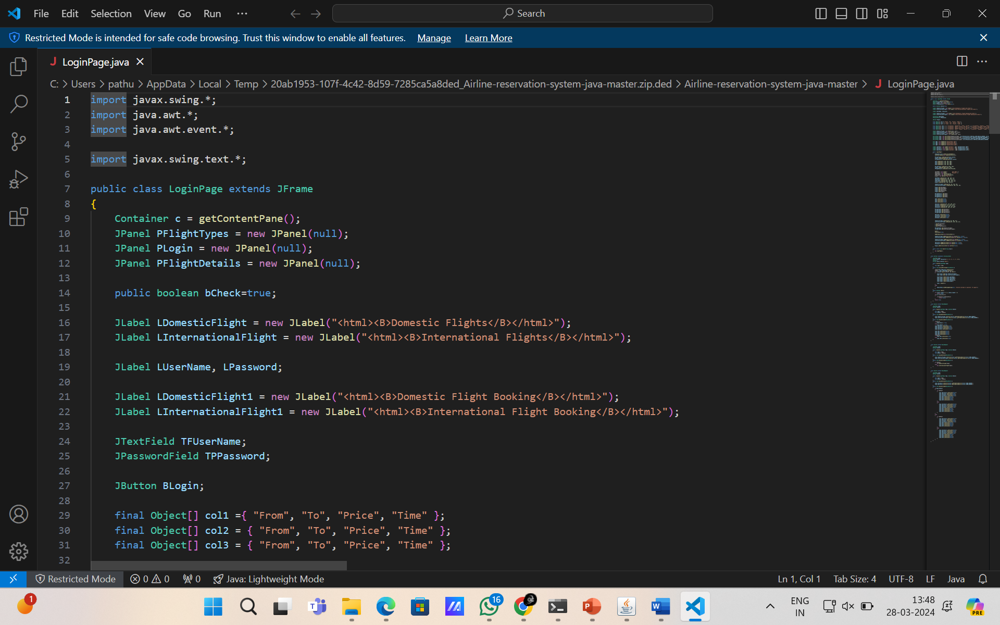 File Edit Selection View Go Run ··· Search
Restricted Mode is intended for safe code browsing. Trust this window to enable all features. Manage Learn More
J LoginPage.java
C: > Users > pathu > AppData > Local > Temp > 20ab1953-107f-4c42-8d59-7285ca5a8ded_Airline-reservation-system-java-master.zip.ded > Airline-reservation-system-java-master > J LoginPage.java
1 import javax.swing.*;
2 import java.awt.*;
3 import java.awt.event.*;
4
5 import javax.swing.text.*;
6
7 public class LoginPage extends JFrame
8 {
9 Container c = getContentPane();
10 JPanel PFlightTypes = new JPanel(null);
11 JPanel PLogin = new JPanel(null);
12 JPanel PFlightDetails = new JPanel(null);
13
14 public boolean bCheck=true;
15
16 JLabel LDomesticFlight = new JLabel("<html><B>Domestic Flights</B></html>");
17 JLabel LInternationalFlight = new JLabel("<html><B>International Flights</B></html>");
18
19 JLabel LUserName, LPassword;
20
21 JLabel LDomesticFlight1 = new JLabel("<html><B>Domestic Flight Booking</B></html>");
22 JLabel LInternationalFlight1 = new JLabel("<html><B>International Flight Booking</B></html>");
23
24 JTextField TFUserName;
25 JPasswordField TPPassword;
26
27 JButton BLogin;
28
29 final Object[] col1 ={ "From", "To", "Price", "Time" };
30 final Object[] col2 = { "From", "To", "Price", "Time" };
31 final Object[] col3 = { "From", "To", "Price", "Time" };
32
Restricted Mode 0 0 0 Java: Lightweight Mode Ln 1, Col 1 Tab Size: 4 UTF-8 LF Java
1 16 ENG IN 13:48 28-03-2024 PRE